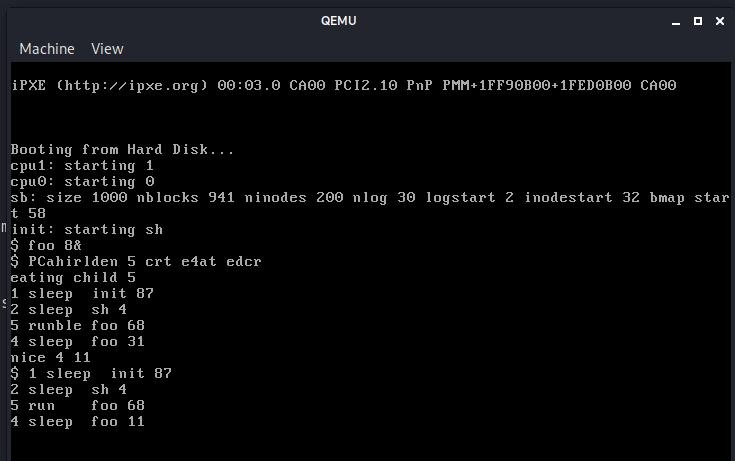 QEMU
Machine View
iPXE (http://ipxe.org) 00:03.0 CA00 PCI2.10 PnP PMM+1FF90B00+1FED0B00 CA00
Booting from Hard Disk...
cpu1: starting 1
cpu0: starting 0
sb: size 1000 nblocks 941 ninodes 200 nlog 30 logstart 2 inodestart 32 bmap star
t 58
init: starting sh
$ foo 8&
$ PCahirlden 5 crt e4at edcr
eating child 5
1 sleep  init 87
2 sleep  sh 4
5 runble foo 68
4 sleep  foo 31
nice 4 11
$ 1 sleep  init 87
2 sleep  sh 4
5 run    foo 68
4 sleep  foo 11